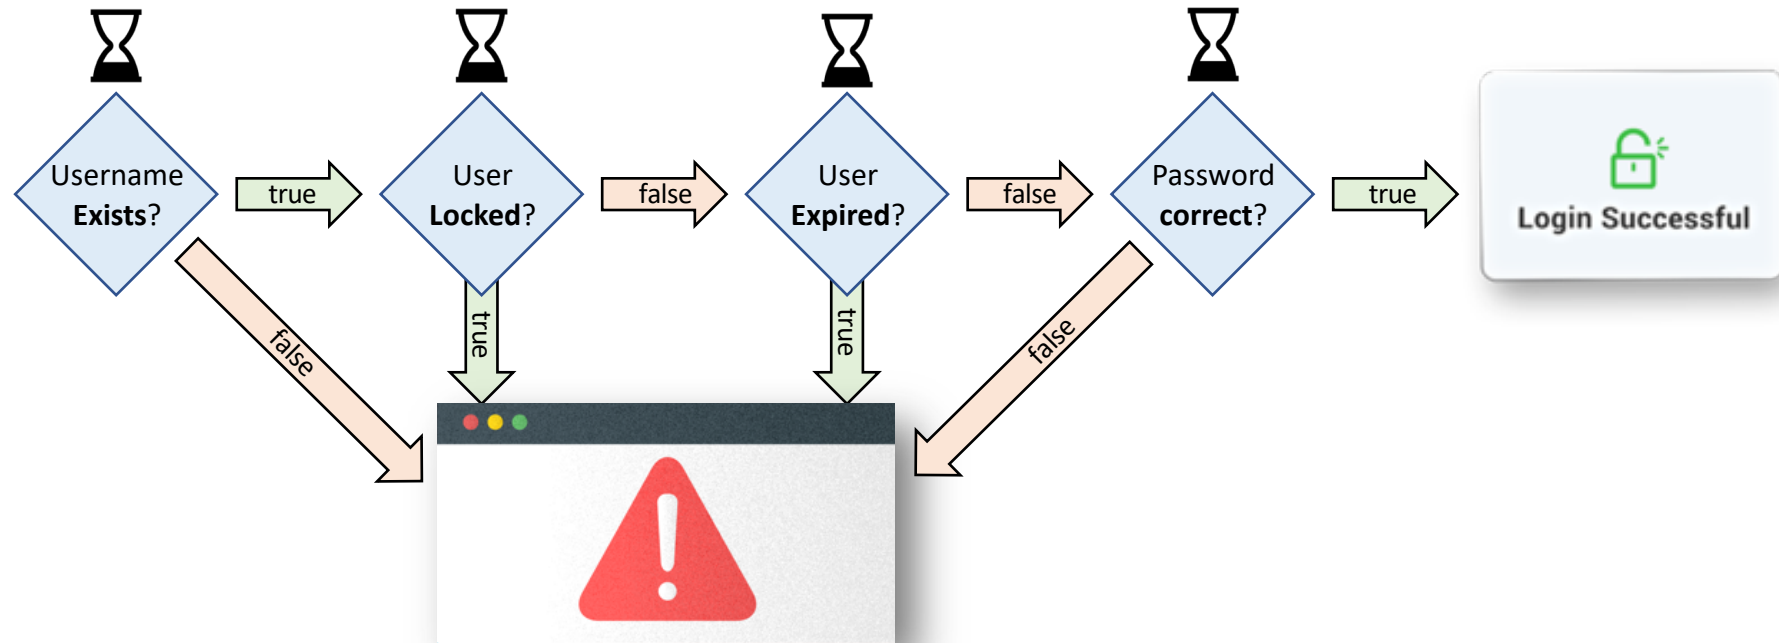 Username
Exists?
true
User
Locked?
false
User
Expired?
false
Password
correct?
true
Login Successful
false
true
true
false